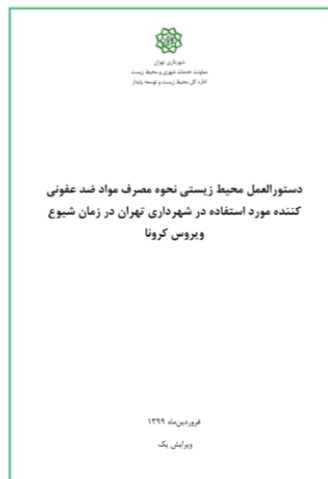 شهرداری تهران
معاونت خدمات شهری و محیط زیست
اداره کل محیط زیست و توسعه پایدار
دستورالعمل محیط زیستی نحوه مصرف مواد ضد عفونی
کننده مورد استفاده در شهرداری تهران در زمان شیوع
ویروس کرونا
فروردین‌ماه ۱۳۹۹
ویرایش یک